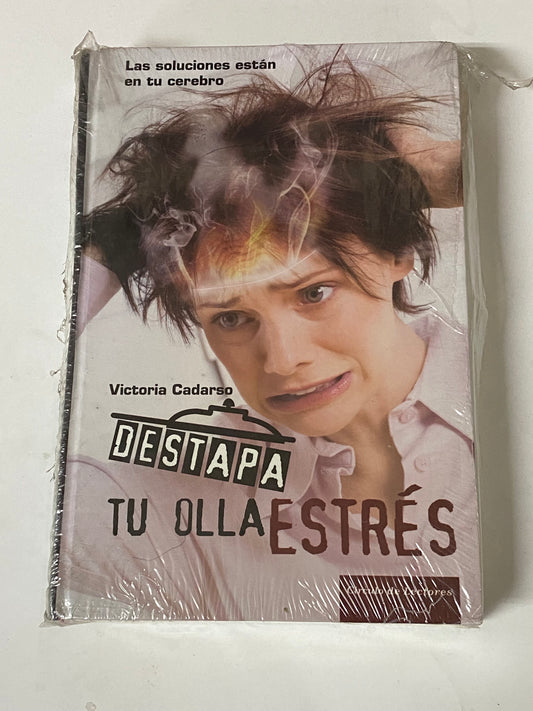 Las soluciones están
en tu cerebro
Victoria Cadarso
DESTAPA
TU OLLA ESTRÉS
Círculo de Lectores